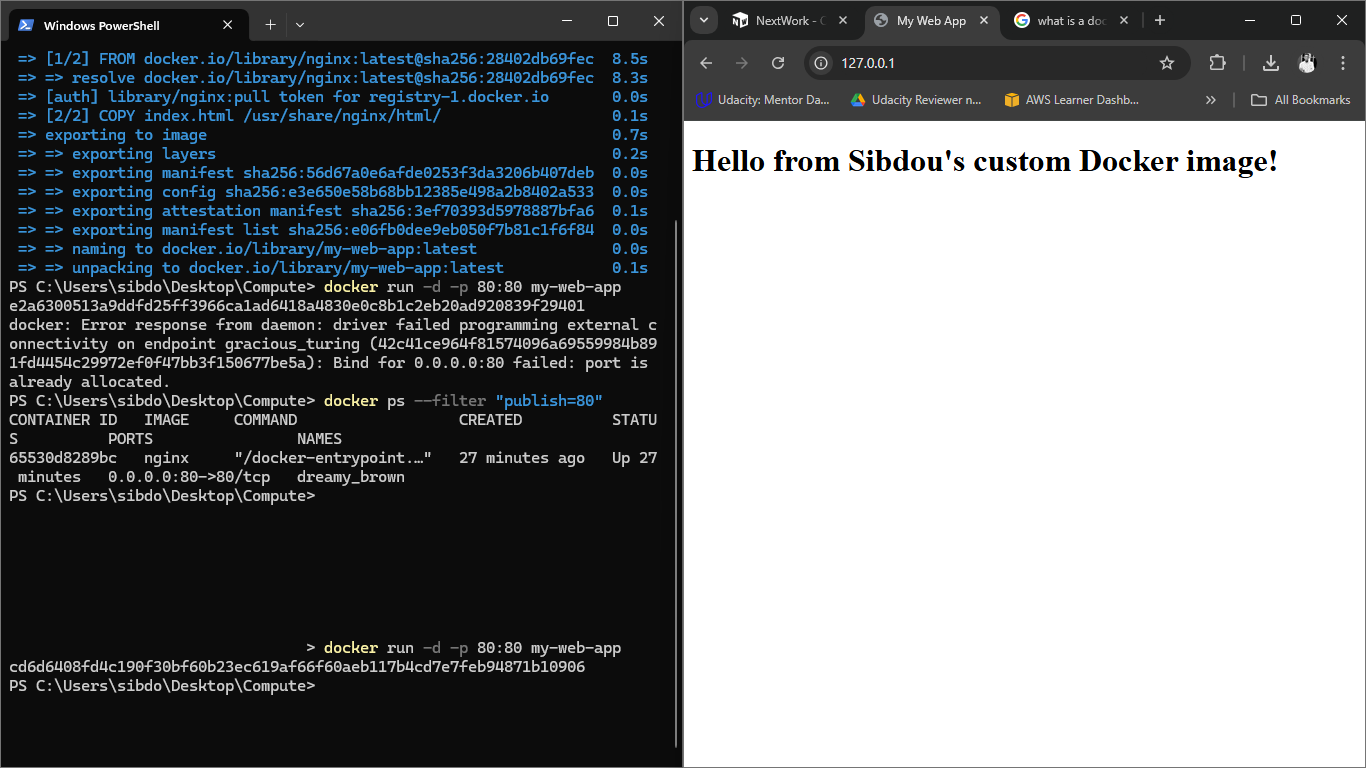 Windows PowerShell
=> [1/2] FROM docker.io/library/nginx:latest@sha256:28402db69fec 8.5s
=> => resolve docker.io/library/nginx:latest@sha256:28402db69fec 8.3s
=> [auth] library/nginx:pull token for registry-1.docker.io 0.0s
=> [2/2] COPY index.html /usr/share/nginx/html/ 0.1s
=> exporting to image 0.7s
=> => exporting layers 0.2s
=> => exporting manifest sha256:56d67a0e6afde0253f3da3206b407deb 0.0s
=> => exporting config sha256:e3e650e58b68bb12385e498a2b8402a533 0.0s
=> => exporting attestation manifest sha256:3ef70393d5978887bfa6 0.1s
=> => exporting manifest list sha256:e06fb0dee9eb050f7b81c1f6f84 0.0s
=> => naming to docker.io/library/my-web-app:latest 0.0s
=> => unpacking to docker.io/library/my-web-app:latest 0.1s
PS C:\Users\sibdo\Desktop\Compute> docker run -d -p 80:80 my-web-app
e2a6300513a9ddfd25ff3966ca1ad6418a4830e0c8b1c2eb20ad920839f29401
docker: Error response from daemon: driver failed programming external c
onnectivity on endpoint gracious_turing (42c41ce964f81574096a69559984b89
1fd4454c29972ef0f47bb3f150677be5a): Bind for 0.0.0.0:80 failed: port is
already allocated.
PS C:\Users\sibdo\Desktop\Compute> docker ps --filter "publish=80"
CONTAINER ID IMAGE COMMAND CREATED STATU
S PORTS NAMES
65530d8289bc nginx "/docker-entrypoint.…" 27 minutes ago Up 27
minutes 0.0.0.0:80->80/tcp dreamy_brown
PS C:\Users\sibdo\Desktop\Compute>
> docker run -d -p 80:80 my-web-app
cd6d6408fd4c190f30bf60b23ec619af66f60aeb117b4cd7e7feb94871b10906
PS C:\Users\sibdo\Desktop\Compute>
NextWork - C
My Web App
what is a doc
127.0.0.1
Udacity: Mentor Da...
Udacity Reviewer n...
AWS Learner Dashb...
All Bookmarks
Hello from Sibdou's custom Docker image!